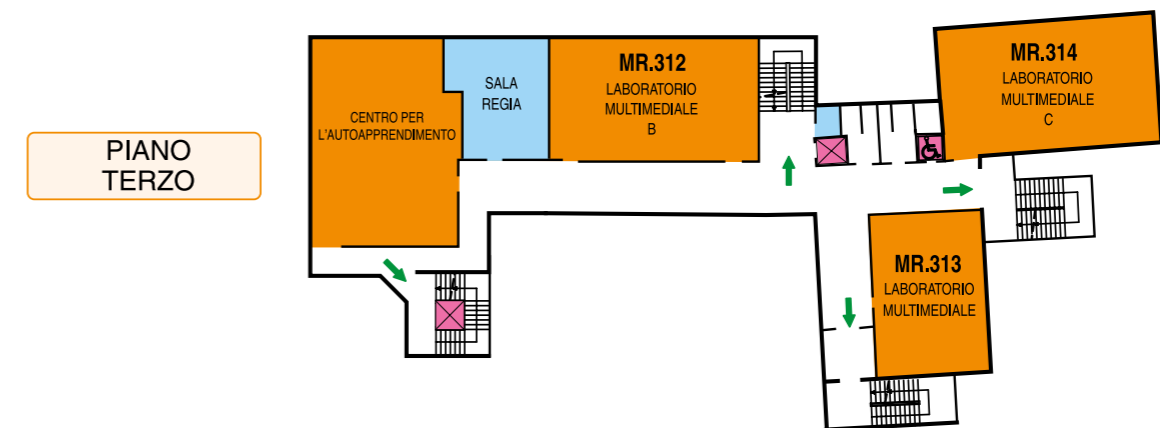 PIANO
TERZO
CENTRO PER
L'AUTOAPPRENDIMENTO
SALA
REGIA
MR.312
LABORATORIO
MULTIMEDIALE
B
MR.314
LABORATORIO
MULTIMEDIALE
C
MR.313
LABORATORIO
MULTIMEDIALE